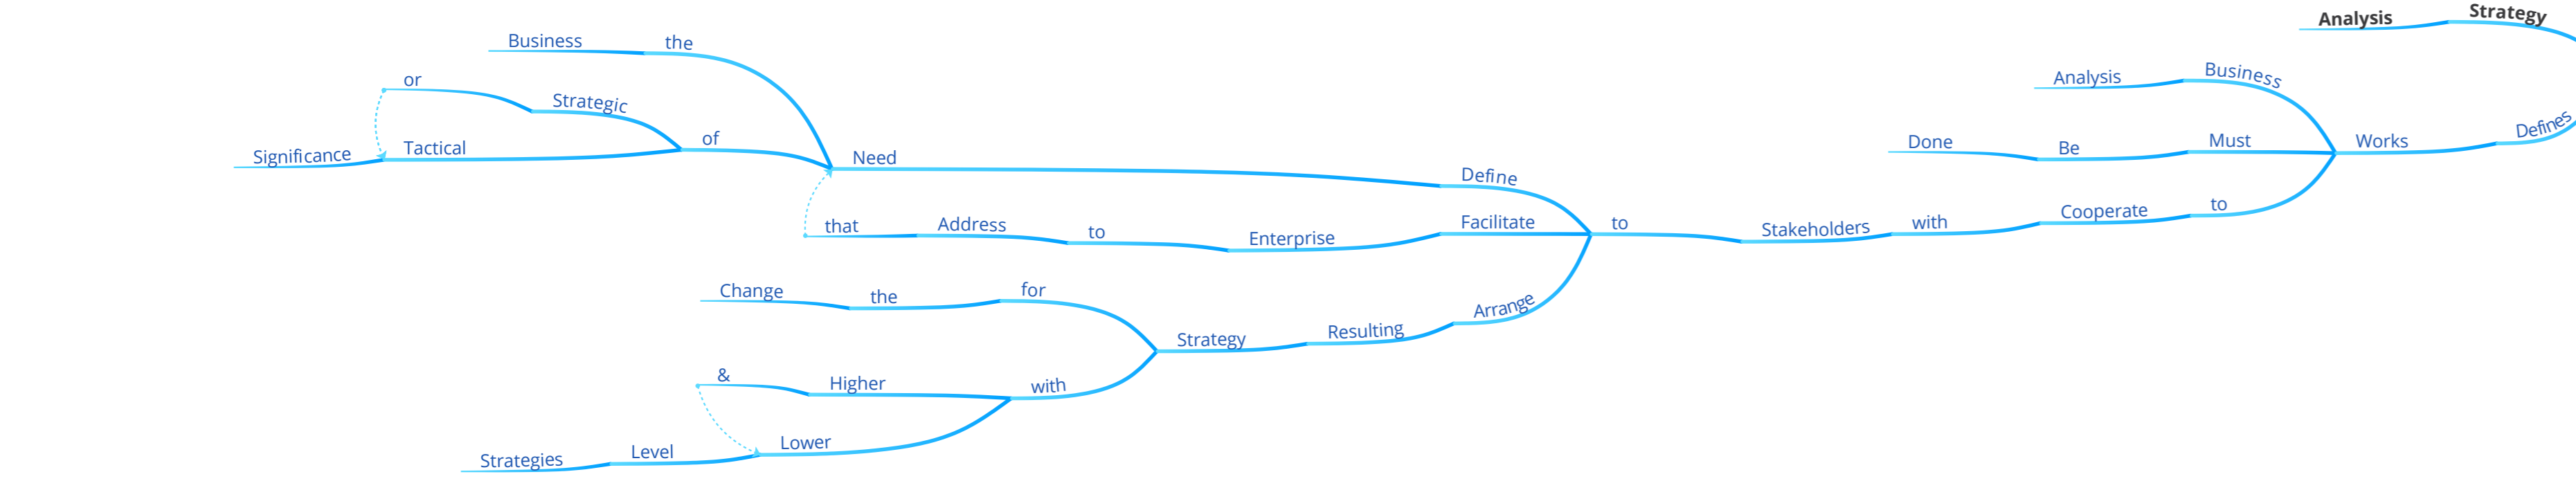 Strategy
Analysis
Defines
Works
Business
Analysis
Must
Be
Done
to
Cooperate
with
Stakeholders
to
Define
Need
the
Business
of
Strategic
or
Tactical
Significance
Facilitate
Enterprise
to
Address
that
Arrange
Resulting
Strategy
for
the
Change
with
Higher
&
Lower
Level
Strategies